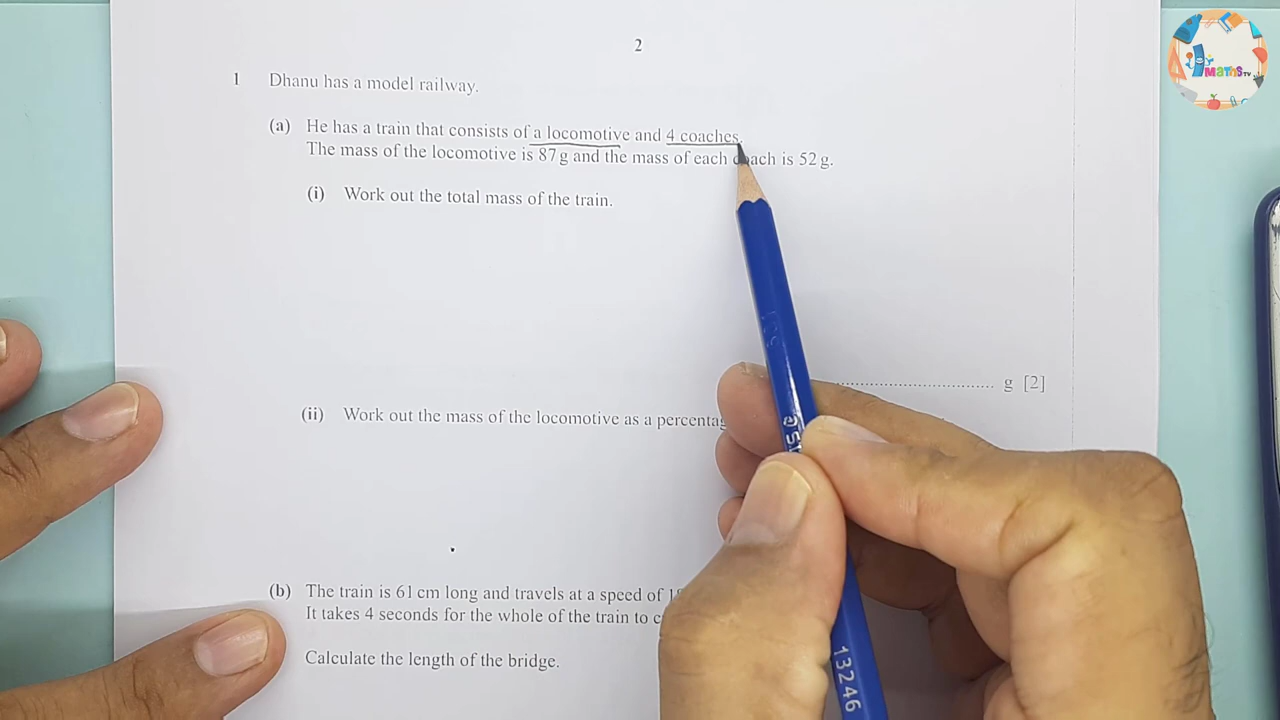 MATHS TV
2
1 Dhanu has a model railway.
(a) He has a train that consists of a locomotive and 4 coaches.
The mass of the locomotive is 87 g and the mass of each coach is 52 g.
(i) Work out the total mass of the train.
g [2]
(ii) Work out the mass of the locomotive as a
(b) The train is 61 cm long and travels at a speed of
It takes 4 seconds for the whole of the train to
Calculate the length of the bridge.
13246